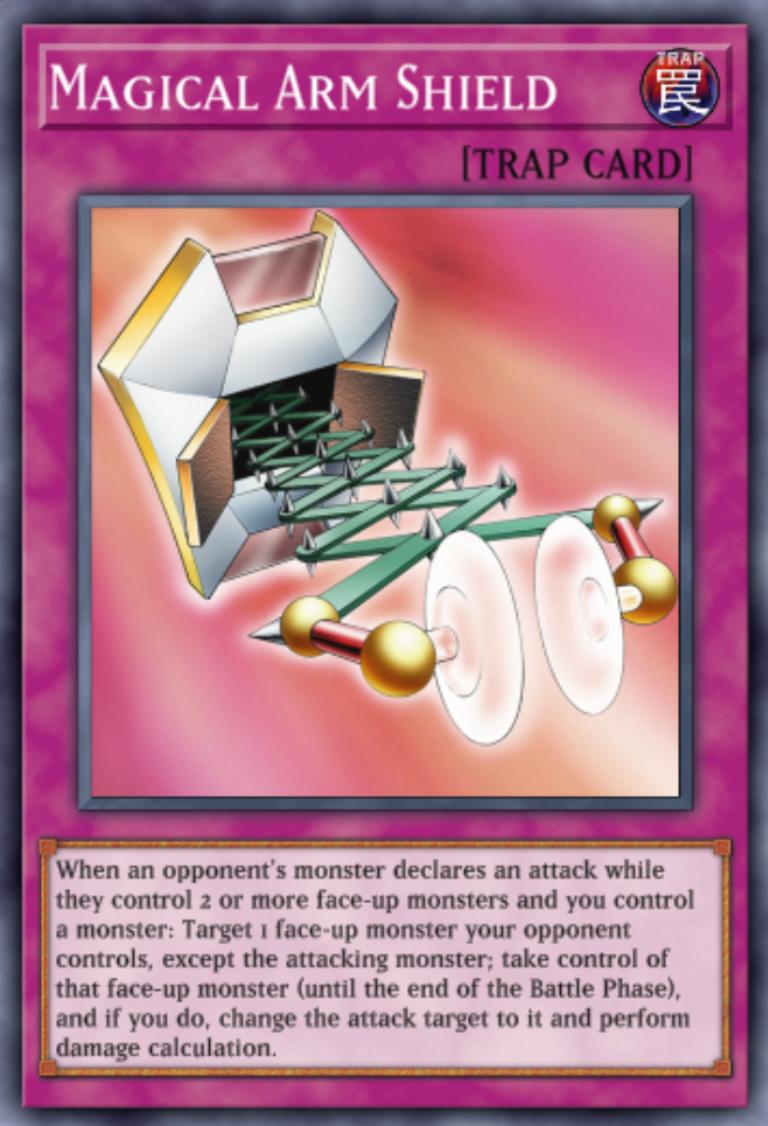 Magical Arm Shield
TRAP
罠
[TRAP CARD]
When an opponent's monster declares an attack while
they control 2 or more face-up monsters and you control
a monster: Target 1 face-up monster your opponent
controls, except the attacking monster; take control of
that face-up monster (until the end of the Battle Phase),
and if you do, change the attack target to it and perform
damage calculation.